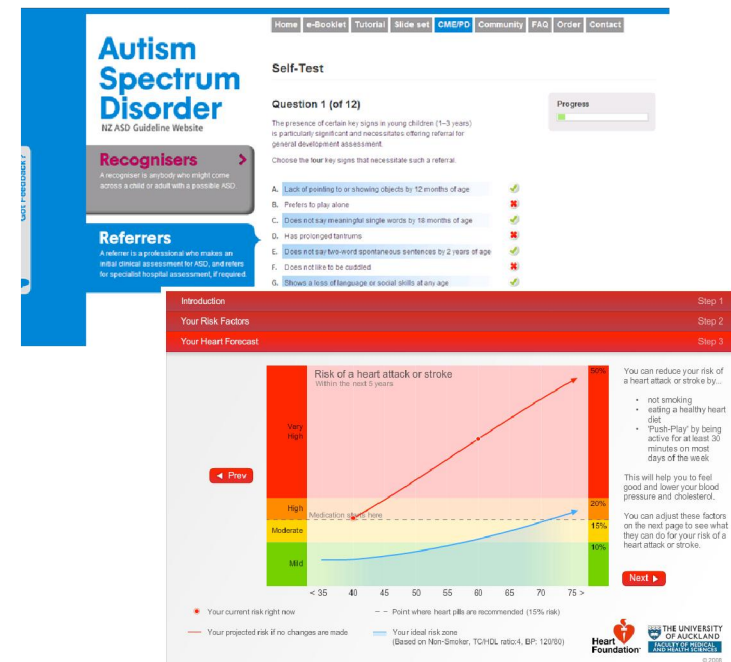 Home e-Booklet Tutorial Slide set CME/PD Community FAQ Order Contact
Autism
Spectrum
Disorder
NZ ASD Guideline Website
Recognisers
A recogniser is anybody who might come
across a child or adult with a possible ASD.
Referrers
A referrer is a professional who makes an
initial clinical assessment for ASD, and refers
for specialist hospital assessment, if required.
Got Feedback?
Self-Test
Question 1 (of 12)
Progress
The presence of certain key signs in young children (1–3 years)
is particularly significant and necessitates offering referral for
general development assessment
Choose the four key signs that necessitate such a referral.
A. Lack of pointing to or showing objects by 12 months of age
B. Prefers to play alone
C. Does not say meaningful single words by 18 months of age
D. Has prolonged tantrums
E. Does not say two-word spontaneous sentences by 2 years of age
F. Does not like to be cuddled
G. Shows a loss of language or social skills at any age
Introduction Step 1
Your Risk Factors Step 2
Your Heart Forecast Step 3
Risk of a heart attack or stroke
Within the next 5 years
50%
Very
High
High
20%
Medication starts here
Moderate
15%
10%
Mild
< 35 40 45 50 55 60 65 70 75 >
Prev
You can reduce your risk of
a heart attack or stroke by...
• not smoking
• eating a healthy heart
diet
• 'Push-Play' by being
active for at least 30
minutes on most
days of the week
This will help you to feel
good and lower your blood
pressure and cholesterol.
You can adjust these factors
on the next page to see what
they can do for your risk of a
heart attack or stroke.
Next
Your current risk right now
Point where heart pills are recommended (15% risk)
Your projected risk if no changes are made
Your ideal risk zone
(Based on Non-Smoker, TC/HDL ratio:4, BP: 120/80)
Heart
Foundation
THE UNIVERSITY
OF AUCKLAND
FACULTY OF MEDICAL
AND HEALTH SCIENCES
© 2008